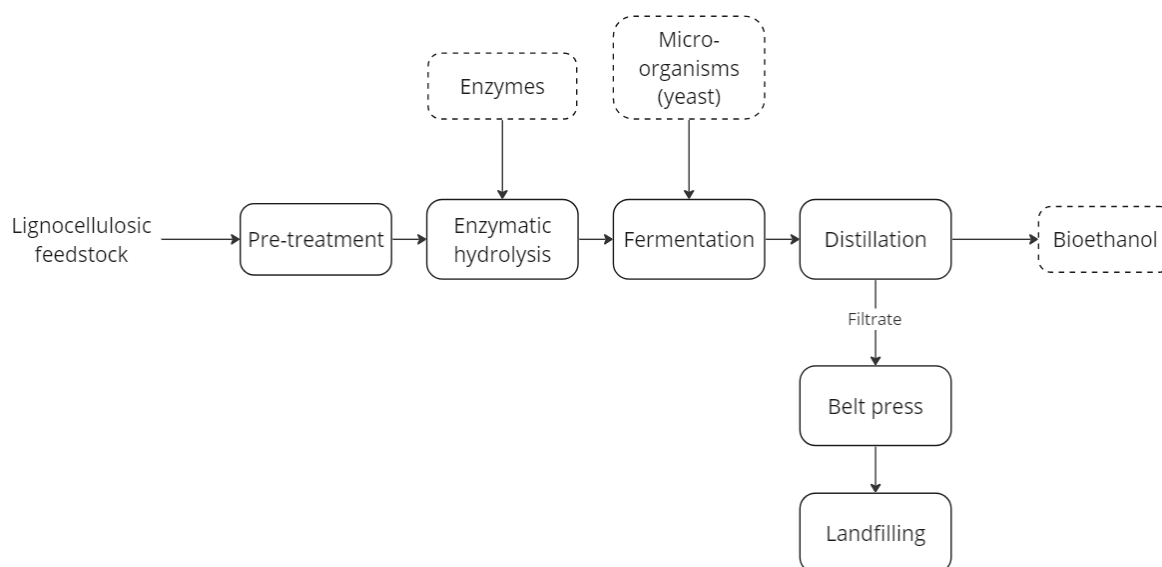 Micro-
organisms
(yeast)
Enzymes
Lignocellulosic
feedstock
Pre-treatment
Enzymatic
hydrolysis
Fermentation
Distillation
Bioethanol
Filtrate
Belt press
Landfilling